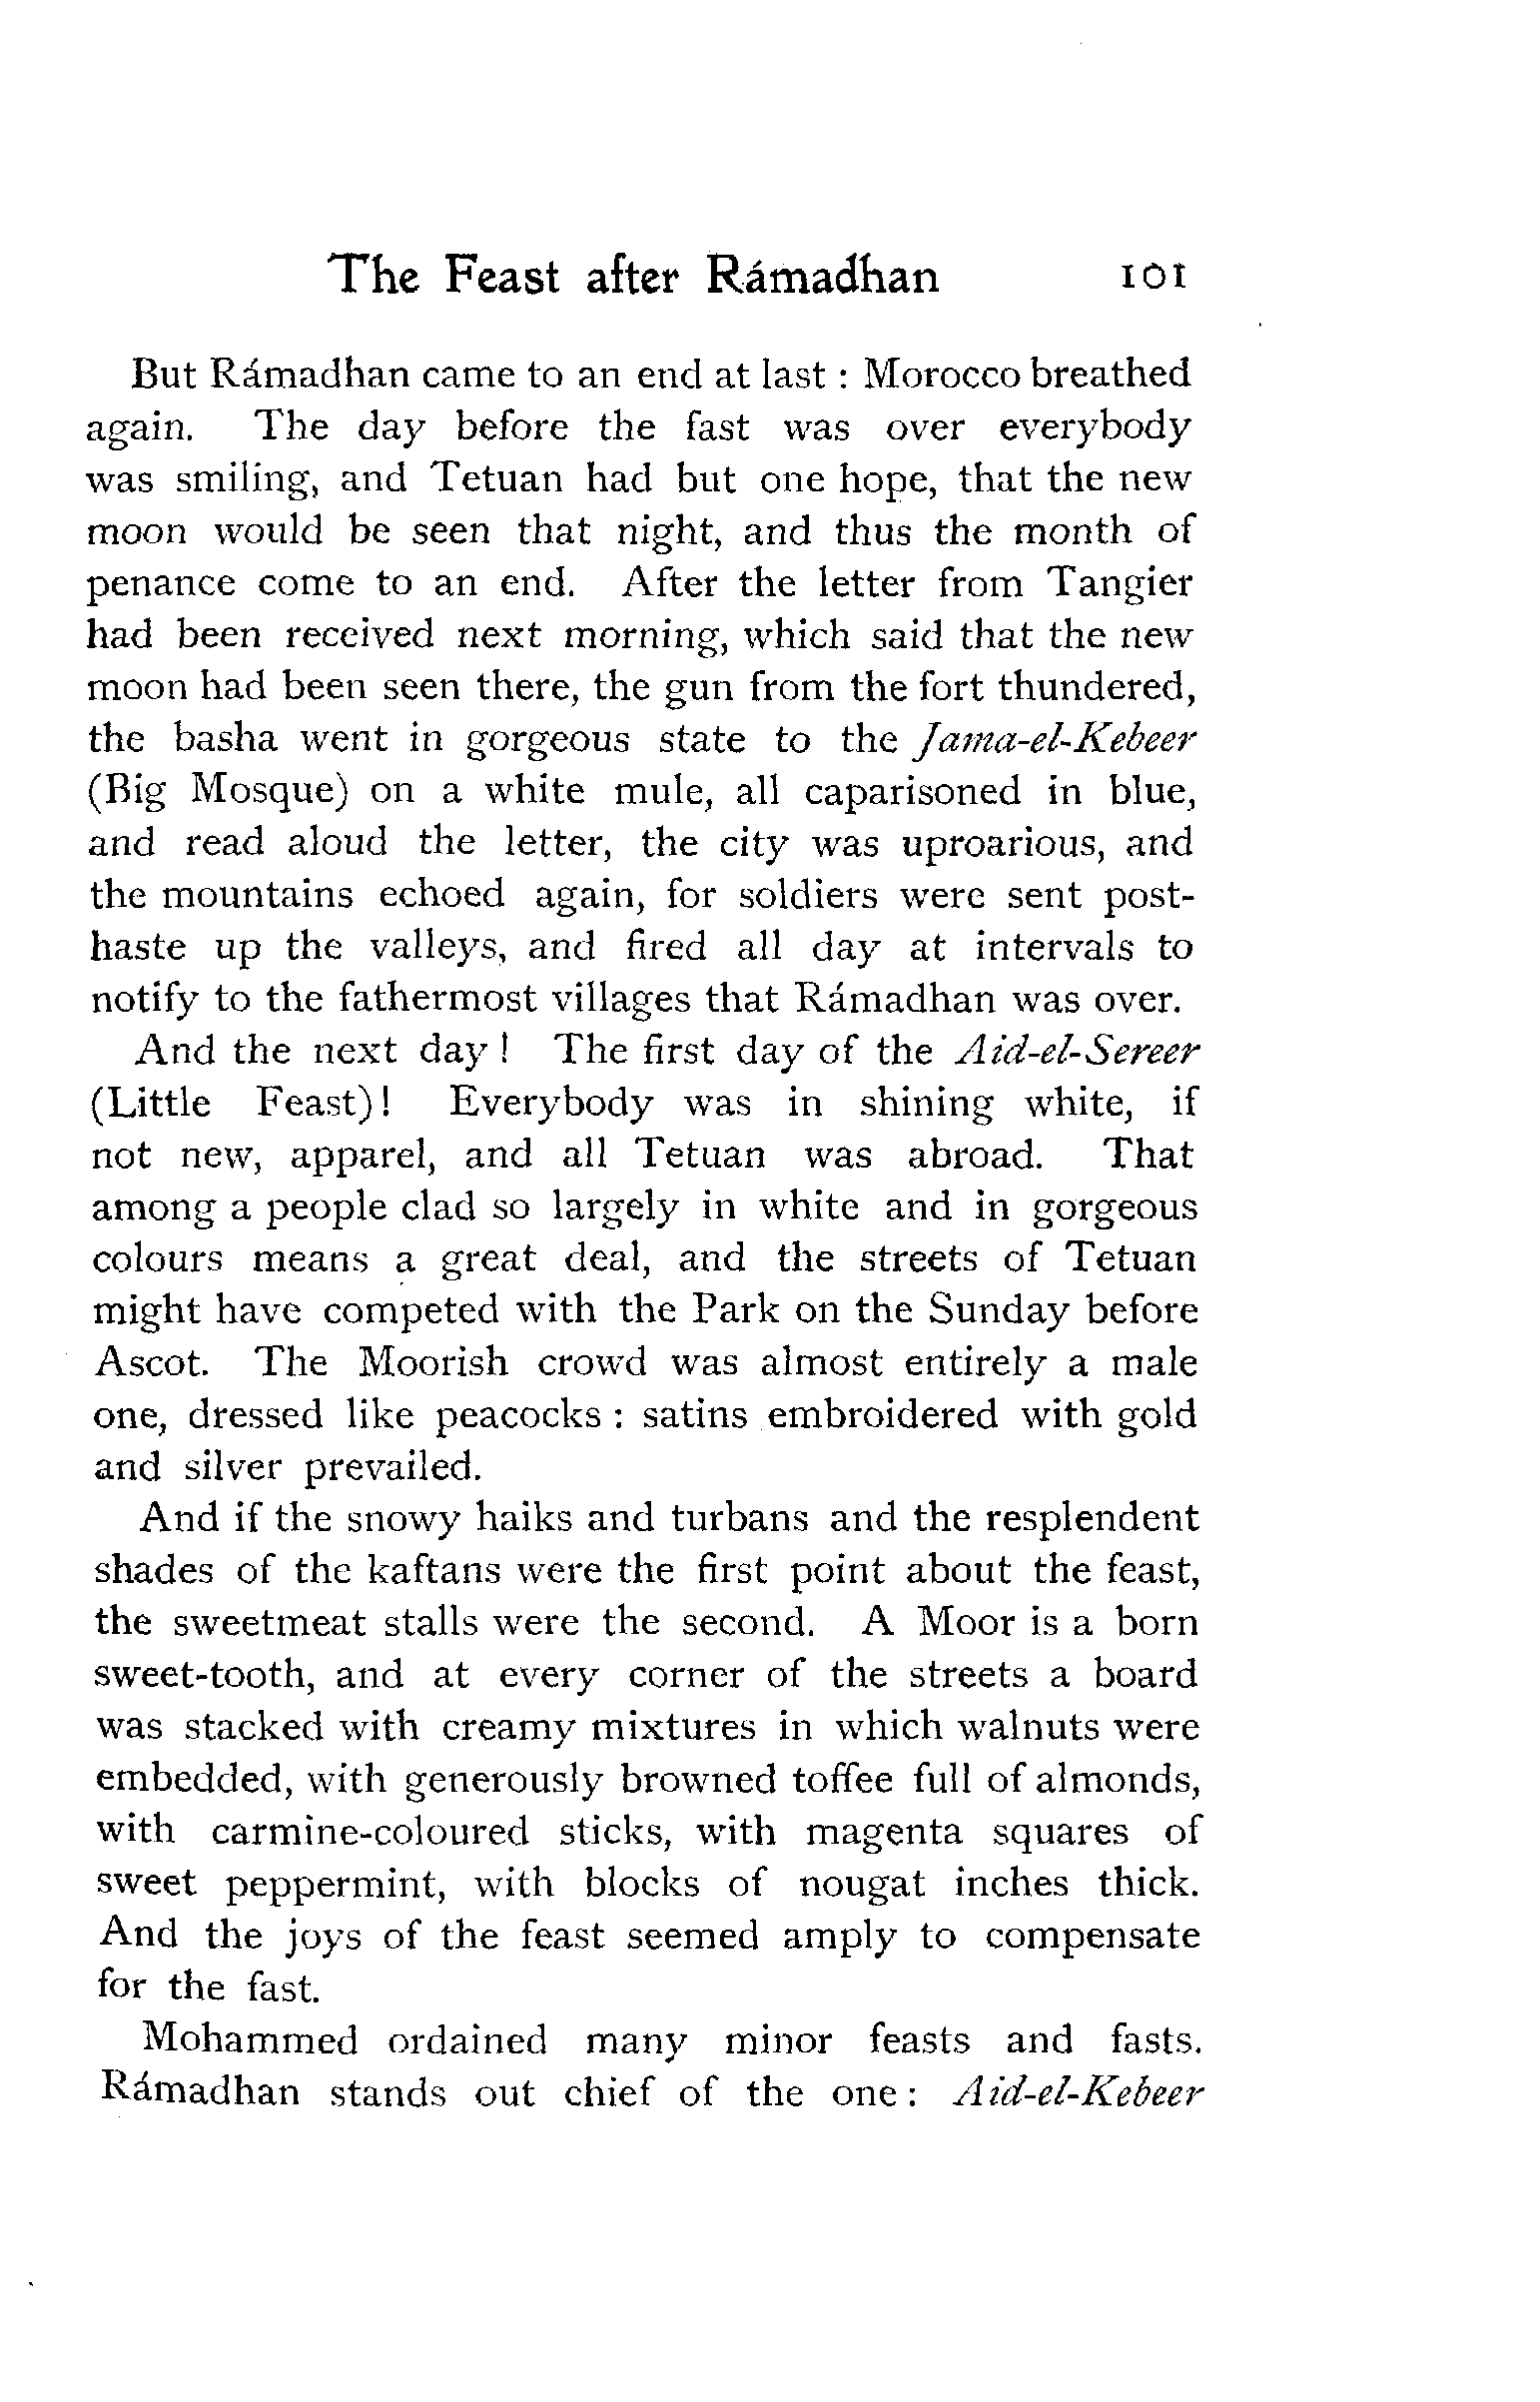 The Feast after Rámadhan 101
But Rámadhan came to an end at last : Morocco breathed
again. The day before the fast was over everybody
was smiling, and Tetuan had but one hope, that the new
moon would be seen that night, and thus the month of
penance come to an end. After the letter from Tangier
had been received next morning, which said that the new
moon had been seen there, the gun from the fort thundered,
the basha went in gorgeous state to the Jama-el-Kebeer
(Big Mosque) on a white mule, all caparisoned in blue,
and read aloud the letter, the city was uproarious, and
the mountains echoed again, for soldiers were sent post-
haste up the valleys, and fired all day at intervals to
notify to the fathermost villages that Rámadhan was over.
And the next day ! The first day of the Aid-el-Sereer
(Little Feast)! Everybody was in shining white, if
not new, apparel, and all Tetuan was abroad. That
among a people clad so largely in white and in gorgeous
colours means a great deal, and the streets of Tetuan
might have competed with the Park on the Sunday before
Ascot. The Moorish crowd was almost entirely a male
one, dressed like peacocks : satins embroidered with gold
and silver prevailed.
And if the snowy haiks and turbans and the resplendent
shades of the kaftans were the first point about the feast,
the sweetmeat stalls were the second. A Moor is a born
sweet-tooth, and at every corner of the streets a board
was stacked with creamy mixtures in which walnuts were
embedded, with generously browned toffee full of almonds,
with carmine-coloured sticks, with magenta squares of
sweet peppermint, with blocks of nougat inches thick.
And the joys of the feast seemed amply to compensate
for the fast.
Mohammed ordained many minor feasts and fasts.
Rámadhan stands out chief of the one : Aid-el-Kebeer